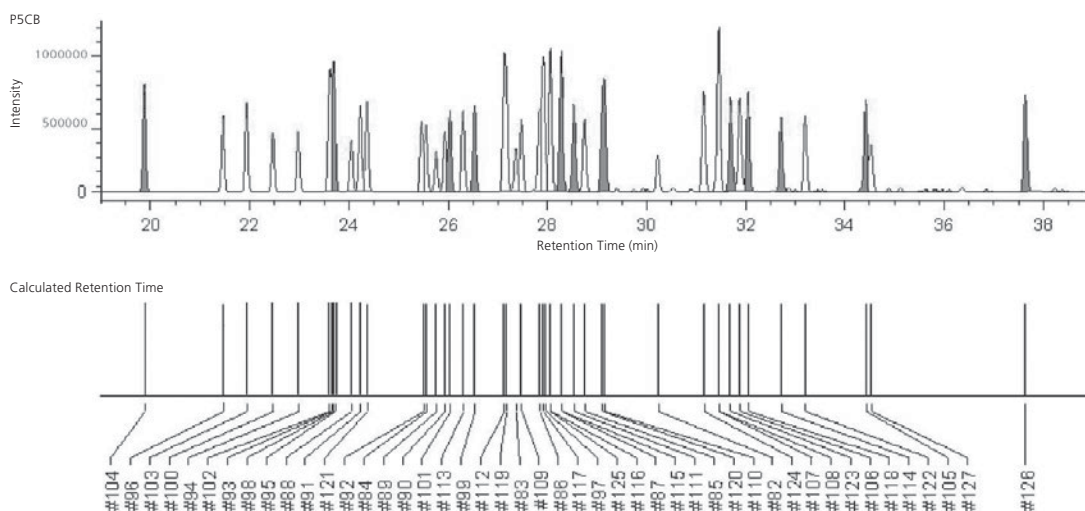 P5CB
1000000
500000
0
Intensity
20 22 24 26 28 30 32 34 36 38
Retention Time (min)
Calculated Retention Time
#104 #96 #103 #100 #94 #102 #93 #98 #95 #88 #91 #121 #92 #84 #89 #90 #101 #113 #99 #112 #119 #83 #109 #86 #117 #97 #125 #116 #87 #115 #111 #85 #120 #110 #82 #124 #107 #108 #123 #106 #118 #114 #122 #105 #127 #126